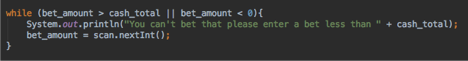 while (bet_amount > cash_total || bet_amount < 0){
System.out.println("You can't bet that please enter a bet less than " + cash_total);
bet_amount = scan.nextInt();
}